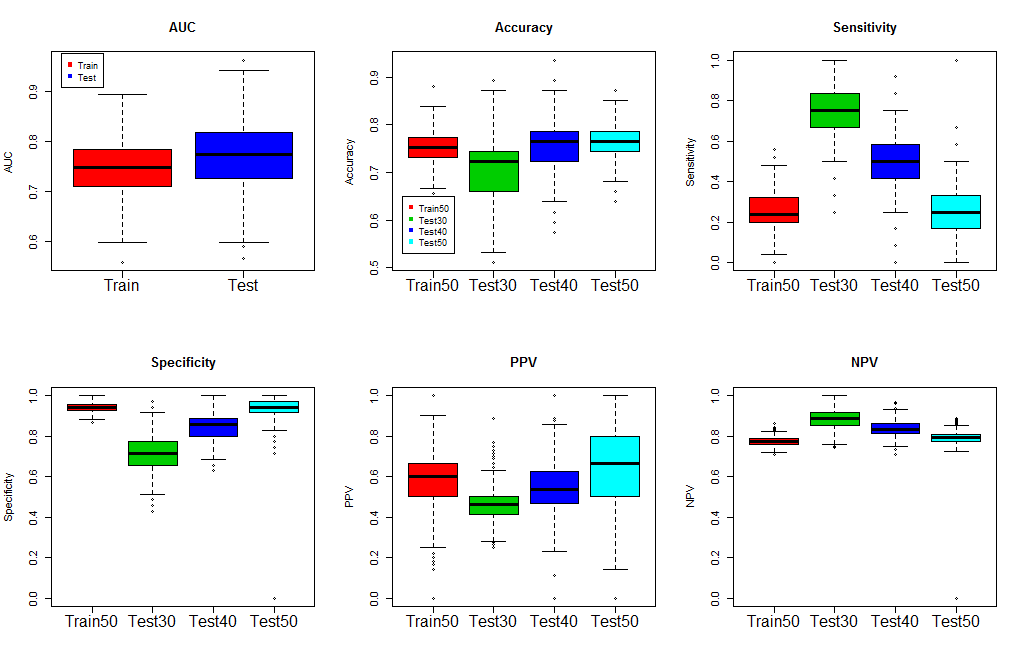 AUC
AUC
0.6 0.7 0.8 0.9
Train
Test
Train Test
Accuracy
Accuracy
0.5 0.6 0.7 0.8 0.9
Train50
Test30
Test40
Test50
Train50 Test30 Test40 Test50
Sensitivity
Sensitivity
0.0 0.2 0.4 0.6 0.8 1.0
Train50 Test30 Test40 Test50
Specificity
Specificity
0.0 0.2 0.4 0.6 0.8 1.0
Train50 Test30 Test40 Test50
PPV
PPV
0.0 0.2 0.4 0.6 0.8 1.0
Train50 Test30 Test40 Test50
NPV
NPV
0.0 0.2 0.4 0.6 0.8 1.0
Train50 Test30 Test40 Test50